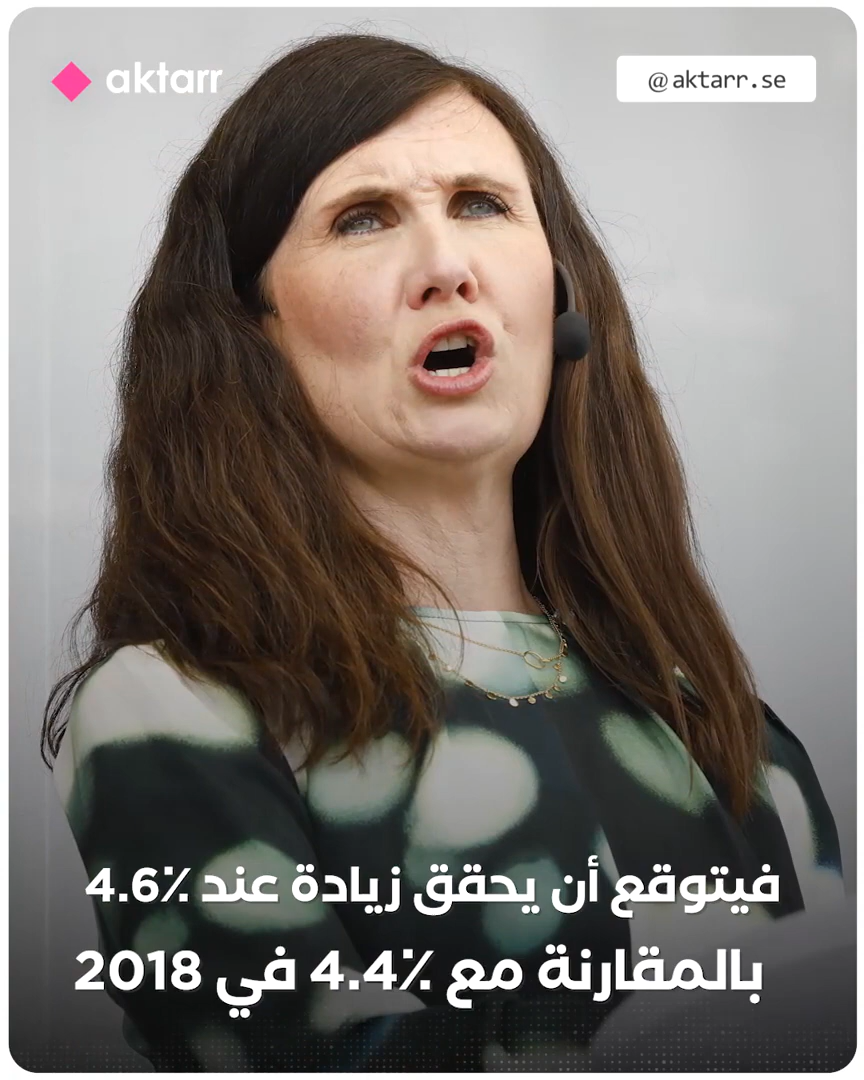 aktarr
@aktarr.se
فيتوقع أن يحقق زيادة عند 4.6٪
بالمقارنة مع 4.4٪ في 2018